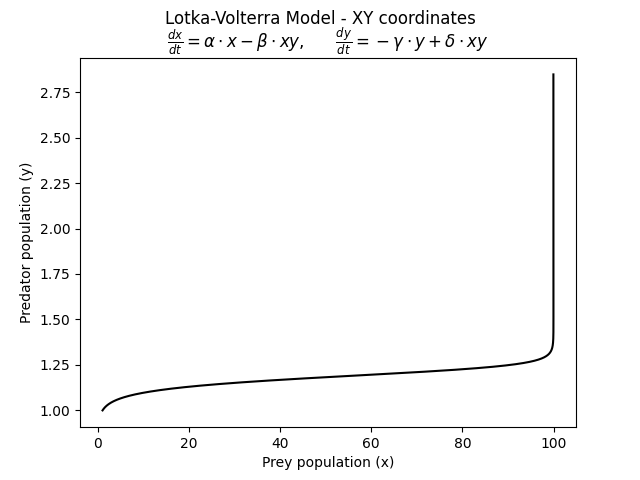 Lotka-Volterra Model - XY coordinates
dx/dt = α · x − β · xy,  dy/dt = −γ · y + δ · xy
2.75
2.50
2.25
2.00
1.75
1.50
1.25
1.00
Predator population (y)
0 20 40 60 80 100
Prey population (x)